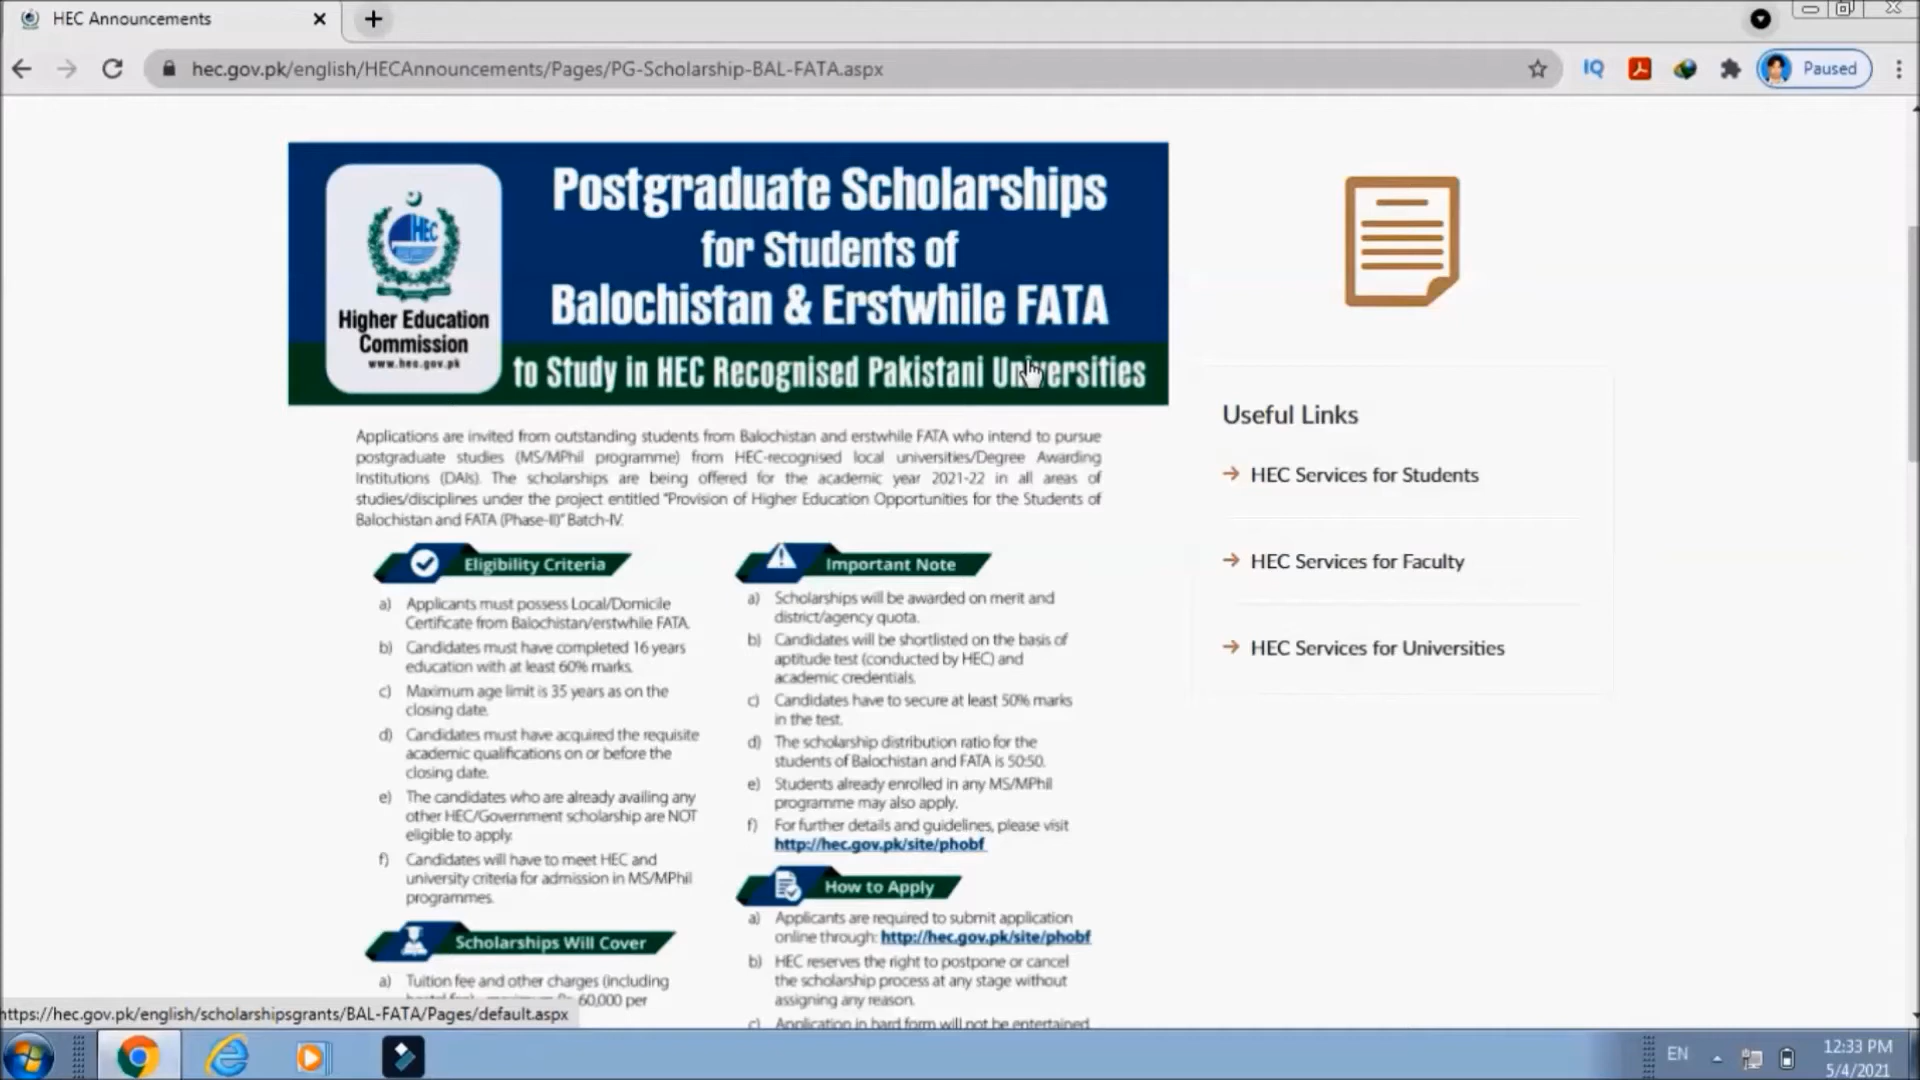 HEC Announcements
hec.gov.pk/english/HECAnnouncements/Pages/PG-Scholarship-BAL-FATA.aspx
IQ
Paused
HEC
Higher Education
Commission
www.hec.gov.pk
Postgraduate Scholarships
for Students of
Balochistan & Erstwhile FATA
to Study in HEC Recognised Pakistani Universities
Applications are invited from outstanding students from Balochistan and erstwhile FATA who intend to pursue
postgraduate studies (MS/MPhil programme) from HEC-recognised local universities/Degree Awarding
Institutions (DAIs). The scholarships are being offered for the academic year 2021-22 in all areas of
studies/disciplines under the project entitled "Provision of Higher Education Opportunities for the Students of
Balochistan and FATA (Phase-II)" Batch-IV.
Eligibility Criteria
a) Applicants must possess Local/Domicile
Certificate from Balochistan/erstwhile FATA.
b) Candidates must have completed 16 years
education with at least 60% marks.
c) Maximum age limit is 35 years as on the
closing date.
d) Candidates must have acquired the requisite
academic qualifications on or before the
closing date.
e) The candidates who are already availing any
other HEC/Government scholarship are NOT
eligible to apply.
f) Candidates will have to meet HEC and
university criteria for admission in MS/MPhil
programmes.
Scholarships Will Cover
a) Tuition fee and other charges (including
60,000 per
Important Note
a) Scholarships will be awarded on merit and
district/agency quota.
b) Candidates will be shortlisted on the basis of
aptitude test (conducted by HEC) and
academic credentials.
c) Candidates have to secure at least 50% marks
in the test.
d) The scholarship distribution ratio for the
students of Balochistan and FATA is 50:50.
e) Students already enrolled in any MS/MPhil
programme may also apply.
f) For further details and guidelines, please visit
http://hec.gov.pk/site/phobf
How to Apply
a) Applicants are required to submit application
online through: http://hec.gov.pk/site/phobf
b) HEC reserves the right to postpone or cancel
the scholarship process at any stage without
assigning any reason.
c) Application in hard form will not be entertained
Useful Links
HEC Services for Students
HEC Services for Faculty
HEC Services for Universities
https://hec.gov.pk/english/scholarshipsgrants/BAL-FATA/Pages/default.aspx
EN
12:33 PM
5/4/2021